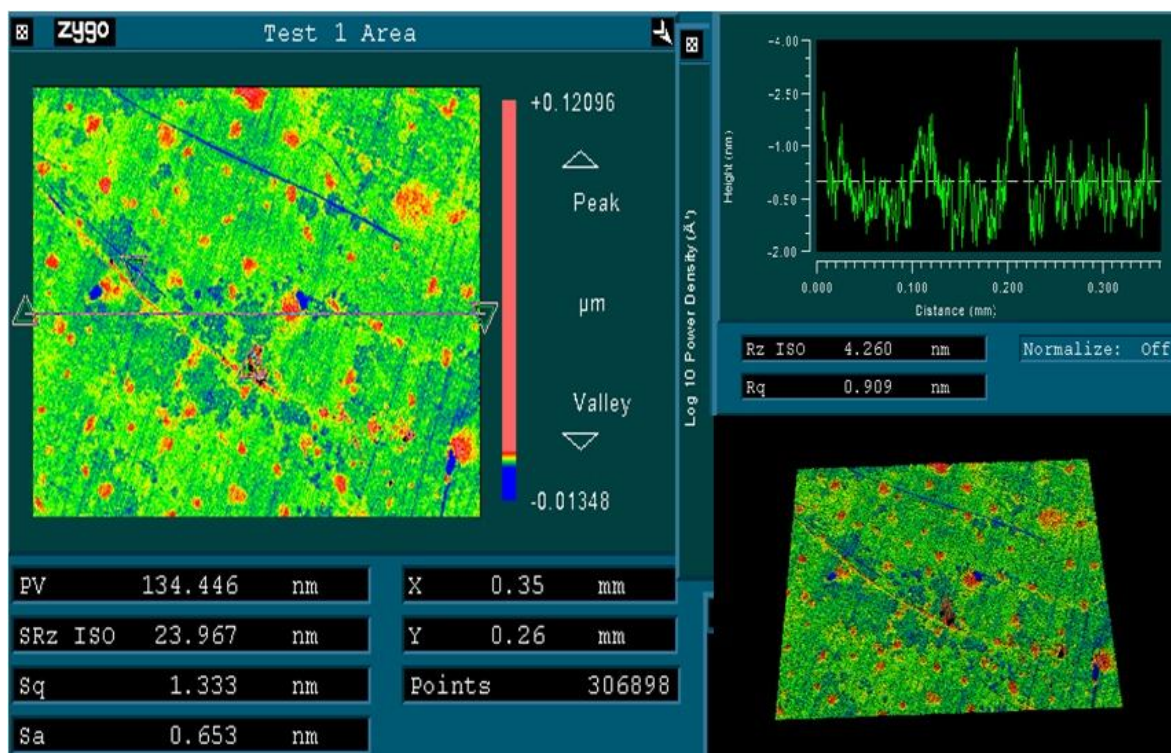 zygo
Test 1 Area
+0.12096
Peak
µm
Valley
-0.01348
PV 134.446 nm
SRz ISO 23.967 nm
Sq 1.333 nm
Sa 0.653 nm
X 0.35 mm
Y 0.26 mm
Points 306898
Log 10 Power Density (Å³)
Height (nm)
-4.00
-2.50
-1.00
-0.50
-2.00
0.000 0.100 0.200 0.300
Distance (mm)
Rz ISO 4.260 nm
Rq 0.909 nm
Normalize: Off